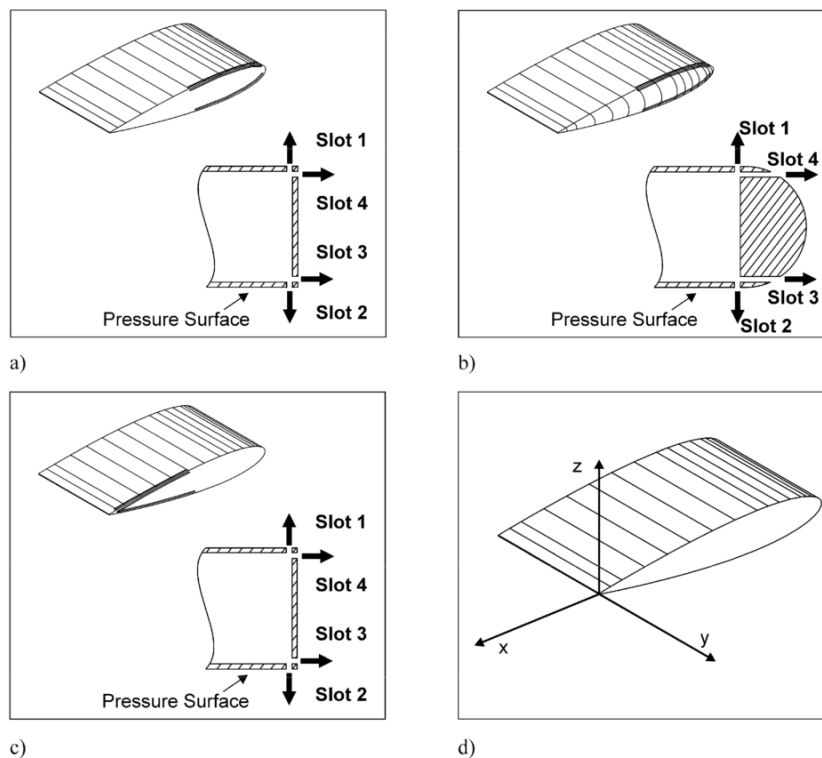 Slot 1
Slot 4
Slot 3
Pressure Surface
Slot 2
a)
Slot 1
Slot 4
Slot 3
Pressure Surface
Slot 2
b)
Slot 1
Slot 4
Slot 3
Pressure Surface
Slot 2
c)
z
x
y
d)